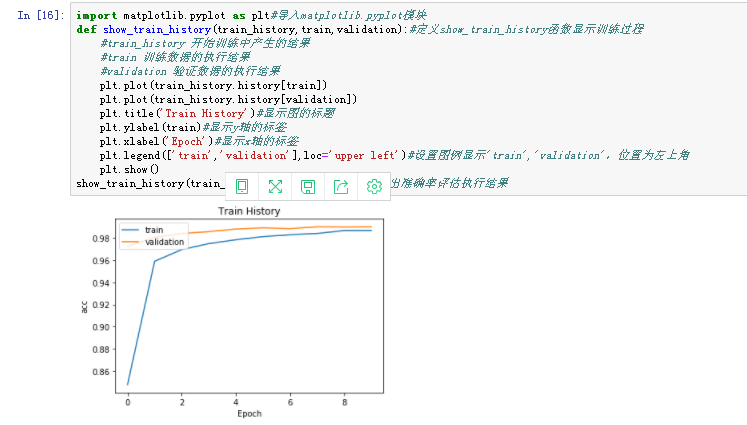 In [16]:
import matplotlib.pyplot as plt#导入matplotlib.pyplot模块
def show_train_history(train_history,train,validation):#定义show_train_history函数显示训练过程
#train_history 开始训练中产生的结果
#train 训练数据的执行结果
#validation 验证数据的执行结果
plt.plot(train_history.history[train])
plt.plot(train_history.history[validation])
plt.title('Train History')#显示图的标题
plt.ylabel(train)#显示y轴的标签
plt.xlabel('Epoch')#显示x轴的标签
plt.legend(['train','validation'],loc='upper left')#设置图例显示'train','validation'，位置为左上角
plt.show()
show_train_history(train_ 出准确率评估执行结果
Train History
train
validation
0.98
0.96
0.94
0.92
0.90
0.88
0.86
acc
0 2 4 6 8
Epoch